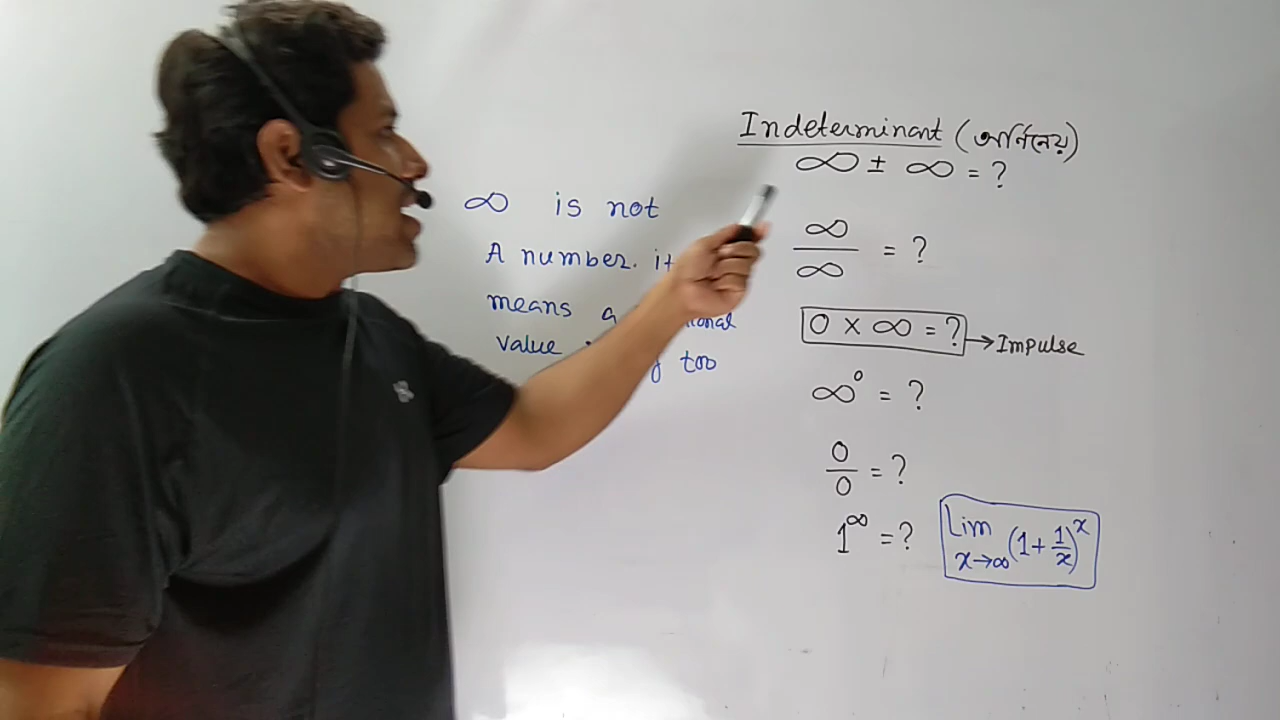 Indeterminant (অনির্নেয়)
∞ ± ∞ = ?
∞ is not
A number. it
means a
value too
∞/∞ = ?
0 × ∞ = ? → Impulse
∞⁰ = ?
0/0 = ?
1^∞ = ?
Lim x→∞ (1+1/x)^x